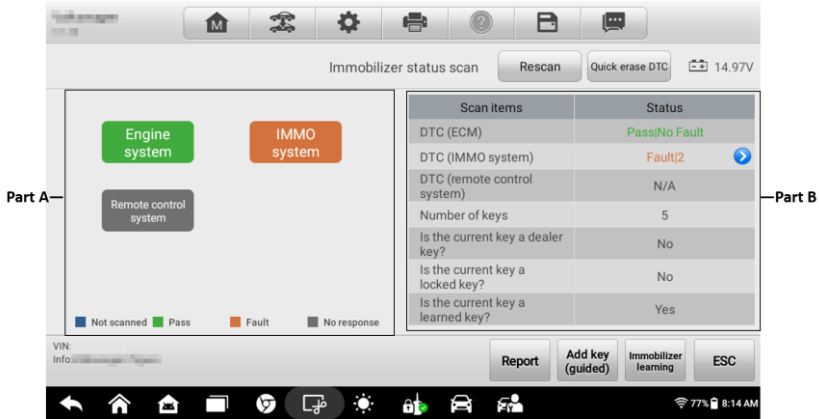 M
Immobilizer status scan Rescan Quick erase DTC 14.97V
Part A
Engine
system
IMMO
system
Remote control
system
Not scanned Pass Fault No response
Part B
Scan items Status
DTC (ECM) Pass|No Fault
DTC (IMMO system) Fault|2
DTC (remote control
system) N/A
Number of keys 5
Is the current key a dealer
key? No
Is the current key a
locked key? No
Is the current key a
learned key? Yes
VIN:
Info:
Report
Add key
(guided)
Immobilizer
learning
ESC
77% 8:14 AM